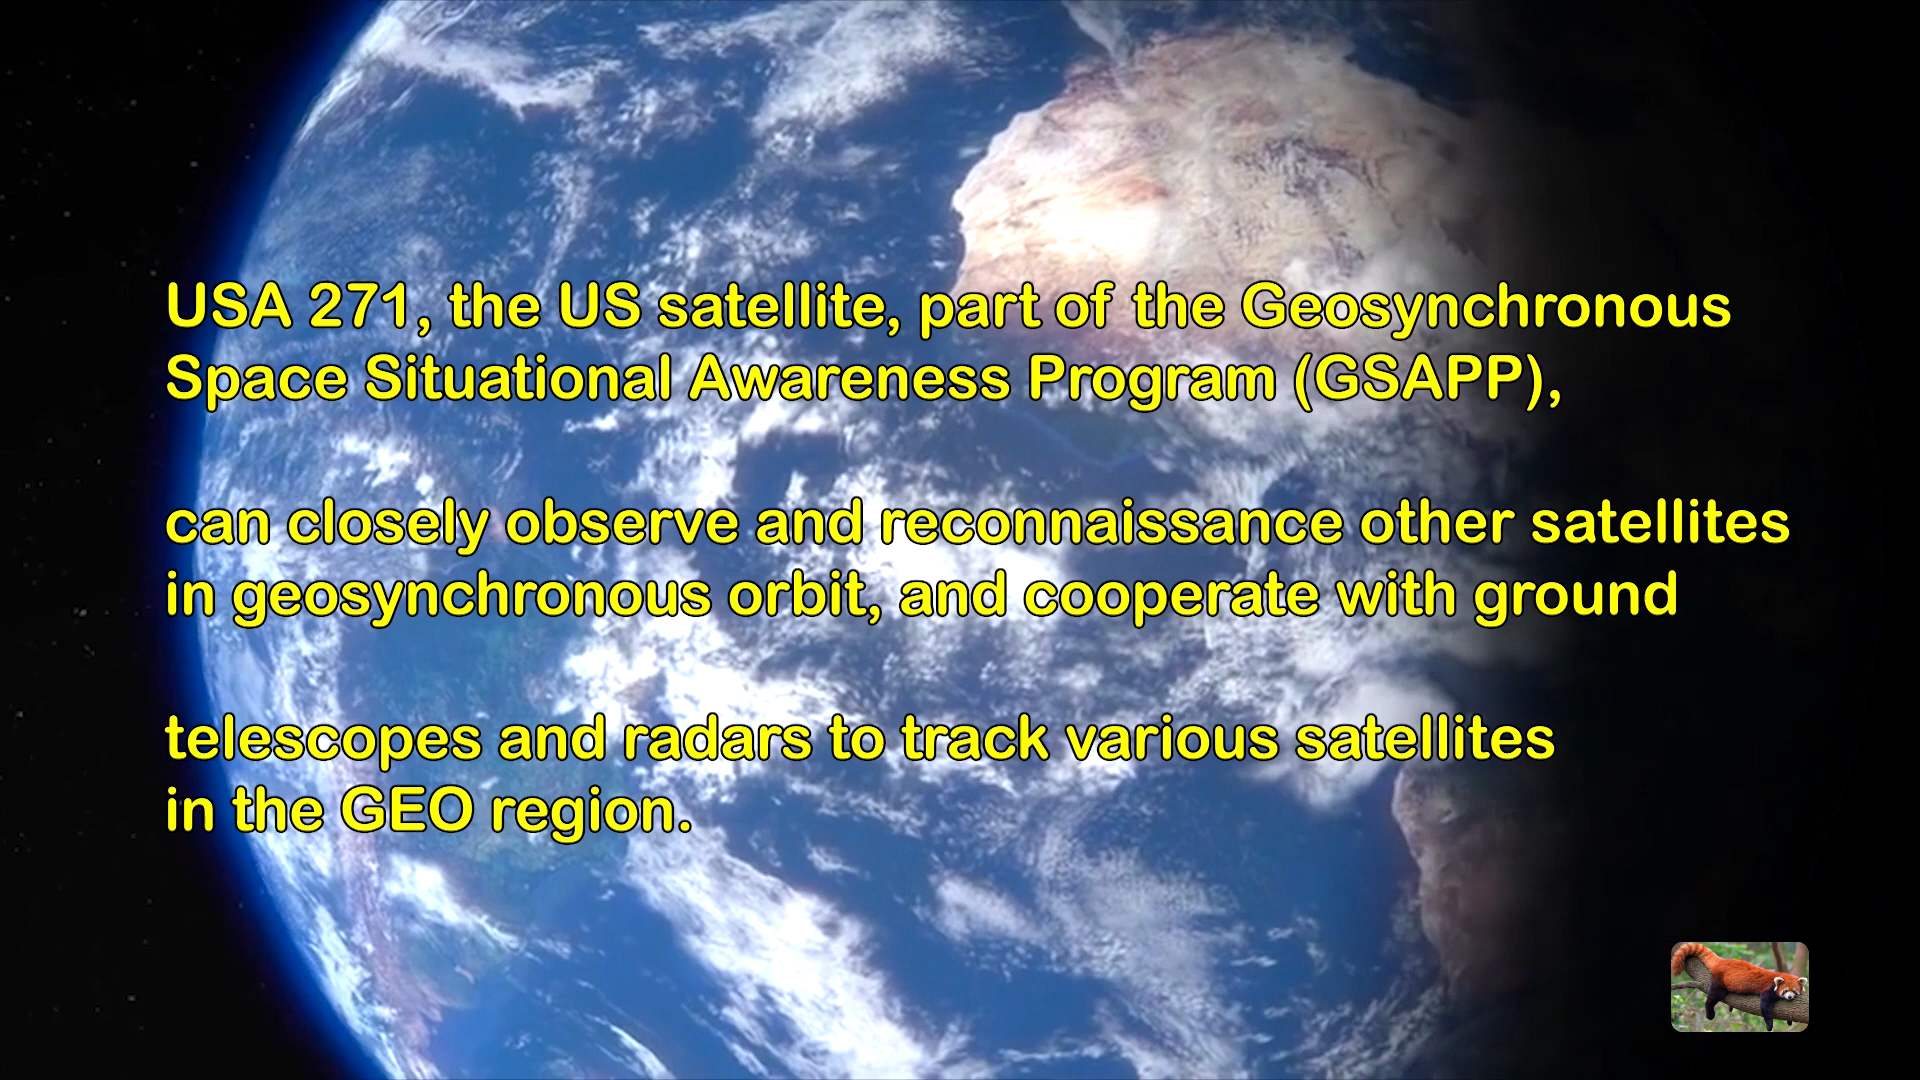 USA 271, the US satellite, part of the Geosynchronous
Space Situational Awareness Program (GSAPP),
can closely observe and reconnaissance other satellites
in geosynchronous orbit, and cooperate with ground
telescopes and radars to track various satellites
in the GEO region.